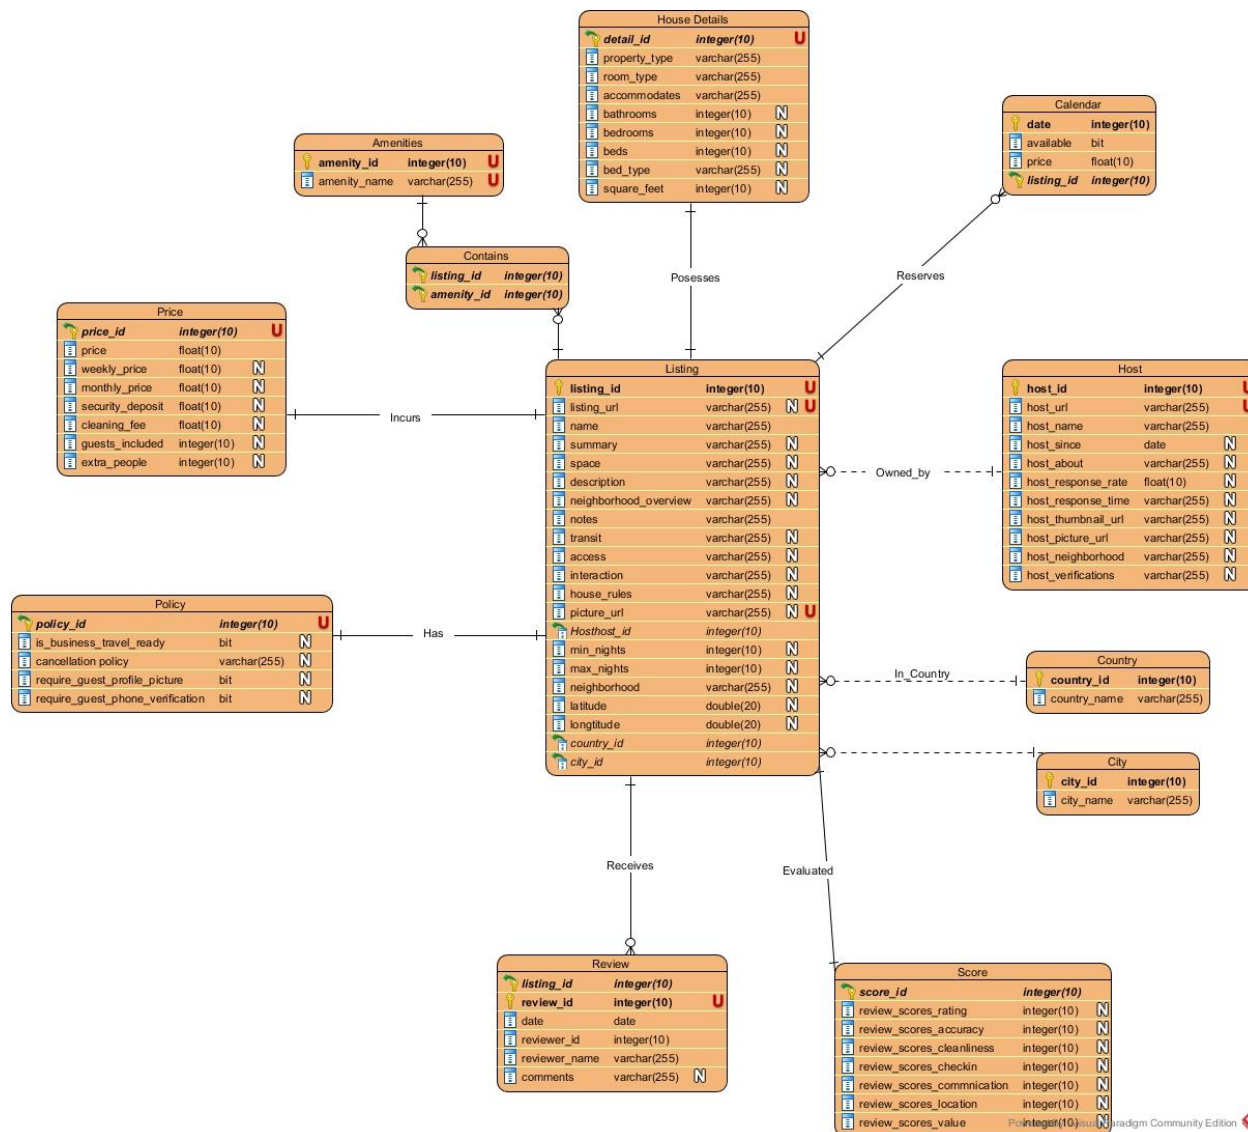 House Details
detail_id integer(10) U
property_type varchar(255)
room_type varchar(255)
accommodates varchar(255)
bathrooms integer(10) N
bedrooms integer(10) N
beds integer(10) N
bed_type varchar(255) N
square_feet integer(10) N
Calendar
date integer(10)
available bit
price float(10)
listing_id integer(10)
Amenities
amenity_id integer(10) U
amenity_name varchar(255) U
Contains
listing_id integer(10)
amenity_id integer(10)
Posesses
Reserves
Price
price_id integer(10) U
price float(10)
weekly_price float(10) N
monthly_price float(10) N
security_deposit float(10) N
cleaning_fee float(10) N
guests_included integer(10) N
extra_people integer(10) N
Incurs
Listing
listing_id integer(10) U
listing_url varchar(255) N U
name varchar(255)
summary varchar(255) N
space varchar(255) N
description varchar(255) N
neighborhood_overview varchar(255) N
notes varchar(255)
transit varchar(255) N
access varchar(255) N
interaction varchar(255) N
house_rules varchar(255) N
picture_url varchar(255) N U
Hosthost_id integer(10)
min_nights integer(10) N
max_nights integer(10) N
neighborhood varchar(255) N
latitude double(20) N
longtitude double(20) N
country_id integer(10)
city_id integer(10)
Owned_by
Host
host_id integer(10) U
host_url varchar(255) U
host_name varchar(255)
host_since date N
host_about varchar(255) N
host_response_rate float(10) N
host_response_time varchar(255) N
host_thumbnail_url varchar(255) N
host_picture_url varchar(255) N
host_neighborhood varchar(255) N
host_verifications varchar(255) N
Policy
policy_id integer(10) U
is_business_travel_ready bit N
cancellation policy varchar(255) N
require_guest_profile_picture bit N
require_guest_phone_verification bit N
Has
In_Country
Country
country_id integer(10)
country_name varchar(255)
City
city_id integer(10)
city_name varchar(255)
Receives
Evaluated
Review
listing_id integer(10)
review_id integer(10) U
date date
reviewer_id integer(10)
reviewer_name varchar(255)
comments varchar(255) N
Score
score_id integer(10)
review_scores_rating integer(10) N
review_scores_accuracy integer(10) N
review_scores_cleanliness integer(10) N
review_scores_checkin integer(10) N
review_scores_commnication integer(10) N
review_scores_location integer(10) N
review_scores_value integer(10) N
Paradigm Community Edition